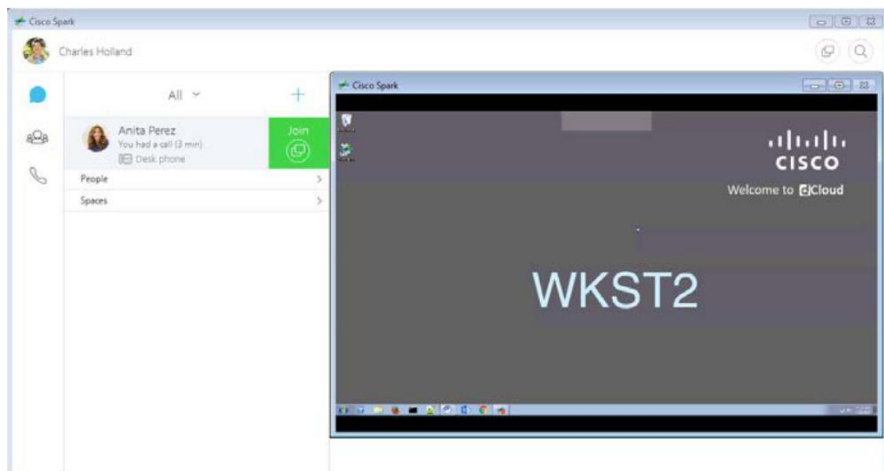 Cisco Spark
Charles Holland
All
Anita Perez
You had a call (3 min)
Desk phone
Join
People
Spaces
Cisco Spark
CISCO
Welcome to dCloud
WKST2